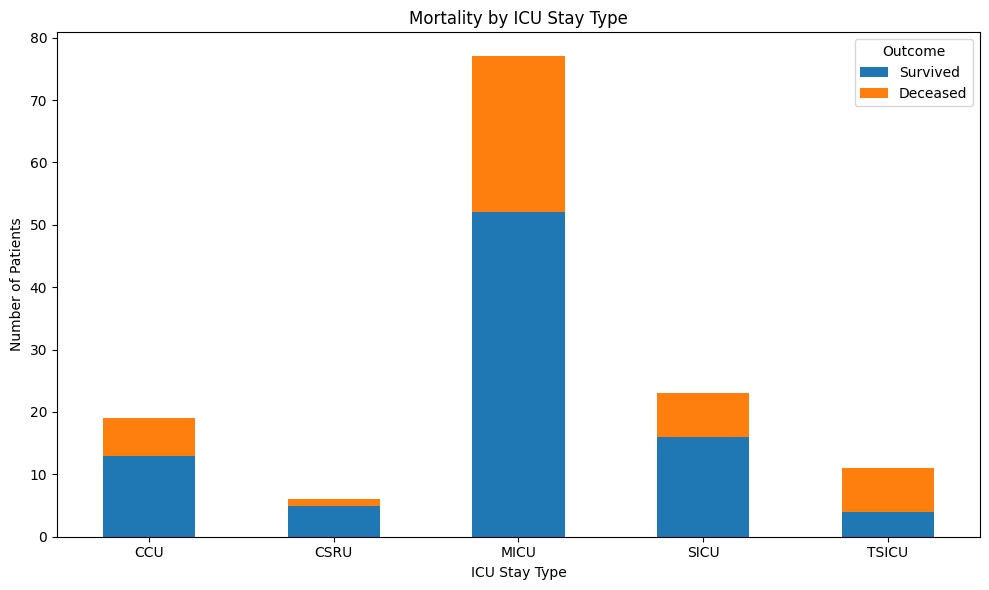 Mortality by ICU Stay Type
Outcome
Survived
Deceased
Number of Patients
80
70
60
50
40
30
20
10
0
CCU CSRU MICU SICU TSICU
ICU Stay Type